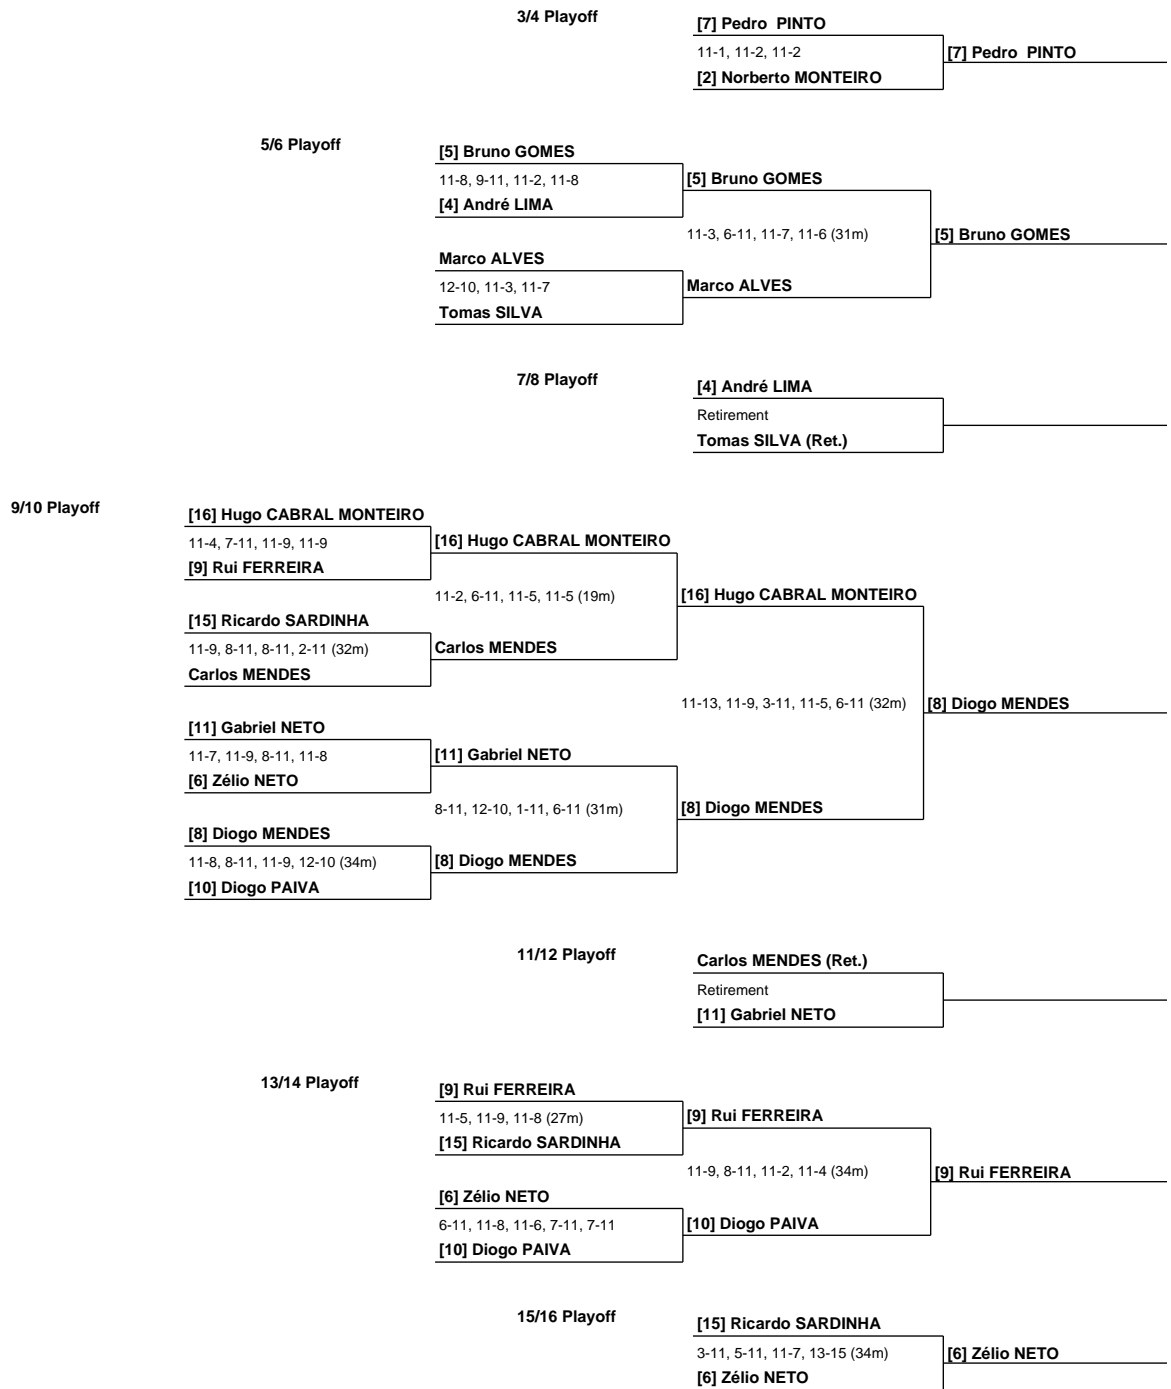 3/4 Playoff
[7] Pedro  PINTO
11-1, 11-2, 11-2
[7] Pedro  PINTO
[2] Norberto MONTEIRO
5/6 Playoff
[5] Bruno GOMES
11-8, 9-11, 11-2, 11-8
[5] Bruno GOMES
[4] André LIMA
11-3, 6-11, 11-7, 11-6 (31m)
[5] Bruno GOMES
Marco ALVES
12-10, 11-3, 11-7
Marco ALVES
Tomas SILVA
7/8 Playoff
[4] André LIMA
Retirement
Tomas SILVA (Ret.)
9/10 Playoff
[16] Hugo CABRAL MONTEIRO
11-4, 7-11, 11-9, 11-9
[16] Hugo CABRAL MONTEIRO
[9] Rui FERREIRA
11-2, 6-11, 11-5, 11-5 (19m)
[16] Hugo CABRAL MONTEIRO
[15] Ricardo SARDINHA
11-9, 8-11, 8-11, 2-11 (32m)
Carlos MENDES
Carlos MENDES
11-13, 11-9, 3-11, 11-5, 6-11 (32m)
[8] Diogo MENDES
[11] Gabriel NETO
11-7, 11-9, 8-11, 11-8
[11] Gabriel NETO
[6] Zélio NETO
8-11, 12-10, 1-11, 6-11 (31m)
[8] Diogo MENDES
[8] Diogo MENDES
11-8, 8-11, 11-9, 12-10 (34m)
[8] Diogo MENDES
[10] Diogo PAIVA
11/12 Playoff
Carlos MENDES (Ret.)
Retirement
[11] Gabriel NETO
13/14 Playoff
[9] Rui FERREIRA
11-5, 11-9, 11-8 (27m)
[9] Rui FERREIRA
[15] Ricardo SARDINHA
11-9, 8-11, 11-2, 11-4 (34m)
[9] Rui FERREIRA
[6] Zélio NETO
6-11, 11-8, 11-6, 7-11, 7-11
[10] Diogo PAIVA
[10] Diogo PAIVA
15/16 Playoff
[15] Ricardo SARDINHA
3-11, 5-11, 11-7, 13-15 (34m)
[6] Zélio NETO
[6] Zélio NETO